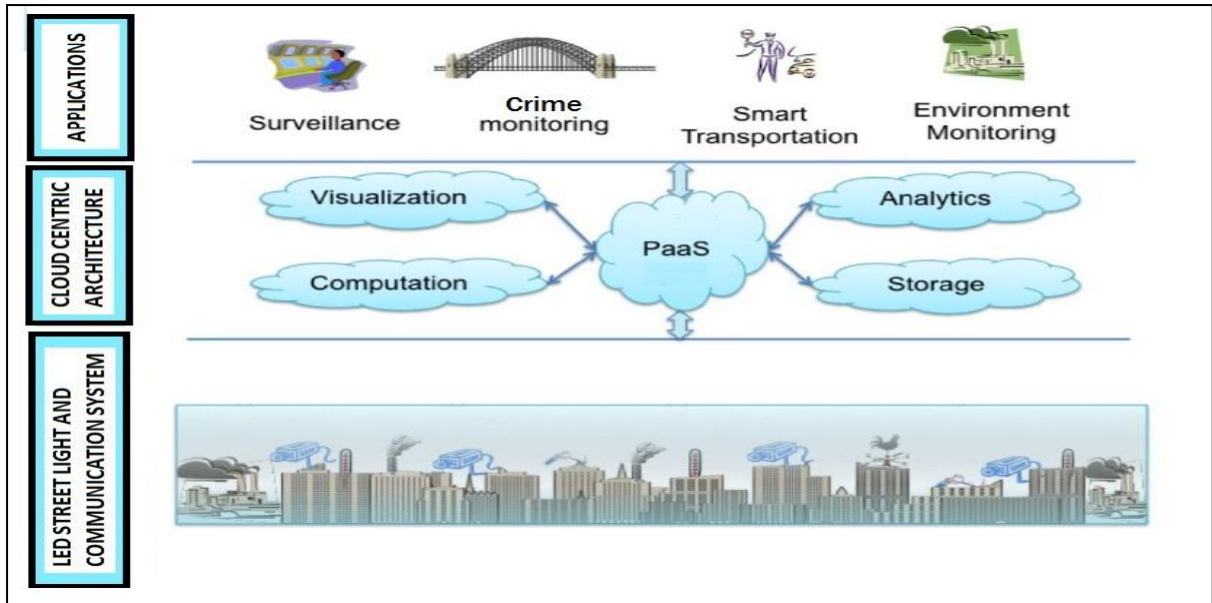 APPLICATIONS
Surveillance
Crime
monitoring
Smart
Transportation
Environment
Monitoring
CLOUD CENTRIC
ARCHITECTURE
Visualization
Computation
PaaS
Analytics
Storage
LED STREET LIGHT AND
COMMUNICATION SYSTEM